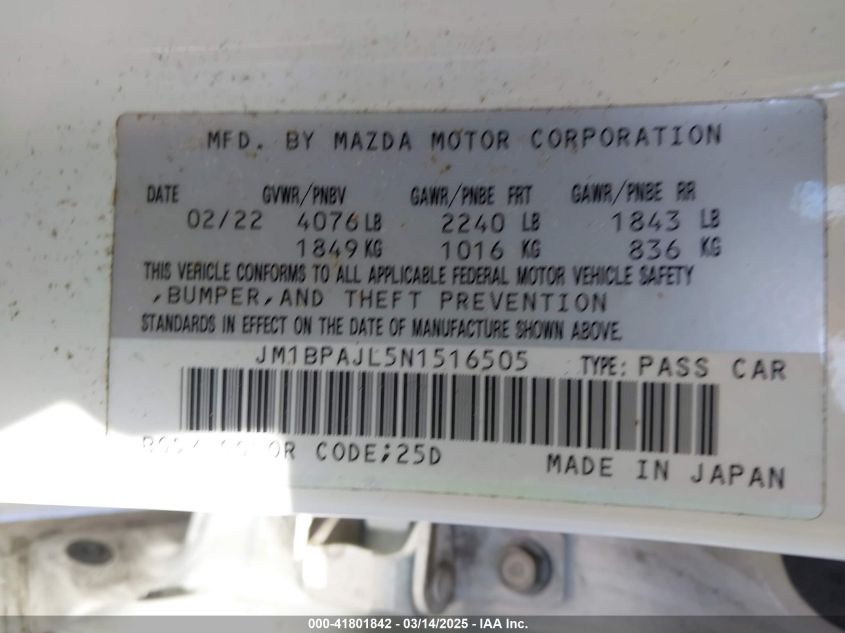 MFD. BY MAZDA MOTOR CORPORATION
DATE GVWR/PNBV GAWR/PNBE FRT GAWR/PNBE RR
02/22 4076 LB 2240 LB 1843 LB
1849 KG 1016 KG 836 KG
THIS VEHICLE CONFORMS TO ALL APPLICABLE FEDERAL MOTOR VEHICLE SAFETY
,BUMPER,AND THEFT PREVENTION
STANDARDS IN EFFECT ON THE DATE OF MANUFACTURE SHOWN ABOVE.
JM1BPAJL5N1516505 TYPE: PASS CAR
BODY COLOR CODE;25D
MADE IN JAPAN
000-41801842 - 03/14/2025 - IAA Inc.